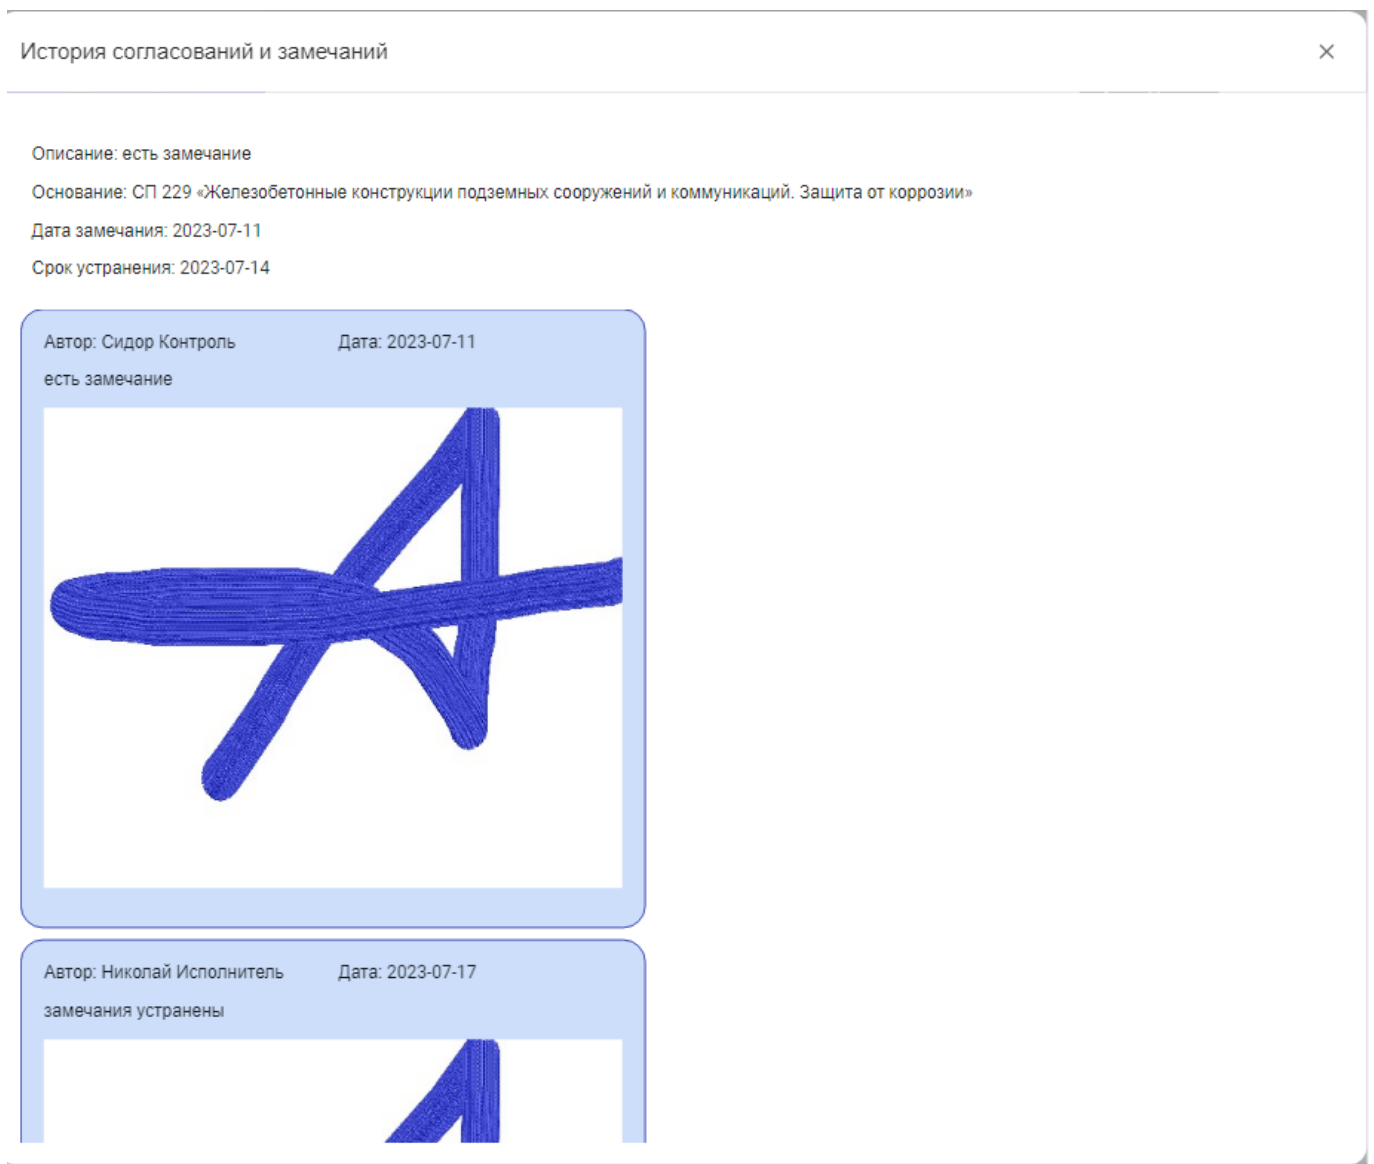 История согласований и замечаний
Описание: есть замечание
Основание: СП 229 «Железобетонные конструкции подземных сооружений и коммуникаций. Защита от коррозии»
Дата замечания: 2023-07-11
Срок устранения: 2023-07-14
Автор: Сидор Контроль Дата: 2023-07-11
есть замечание
Автор: Николай Исполнитель Дата: 2023-07-17
замечания устранены